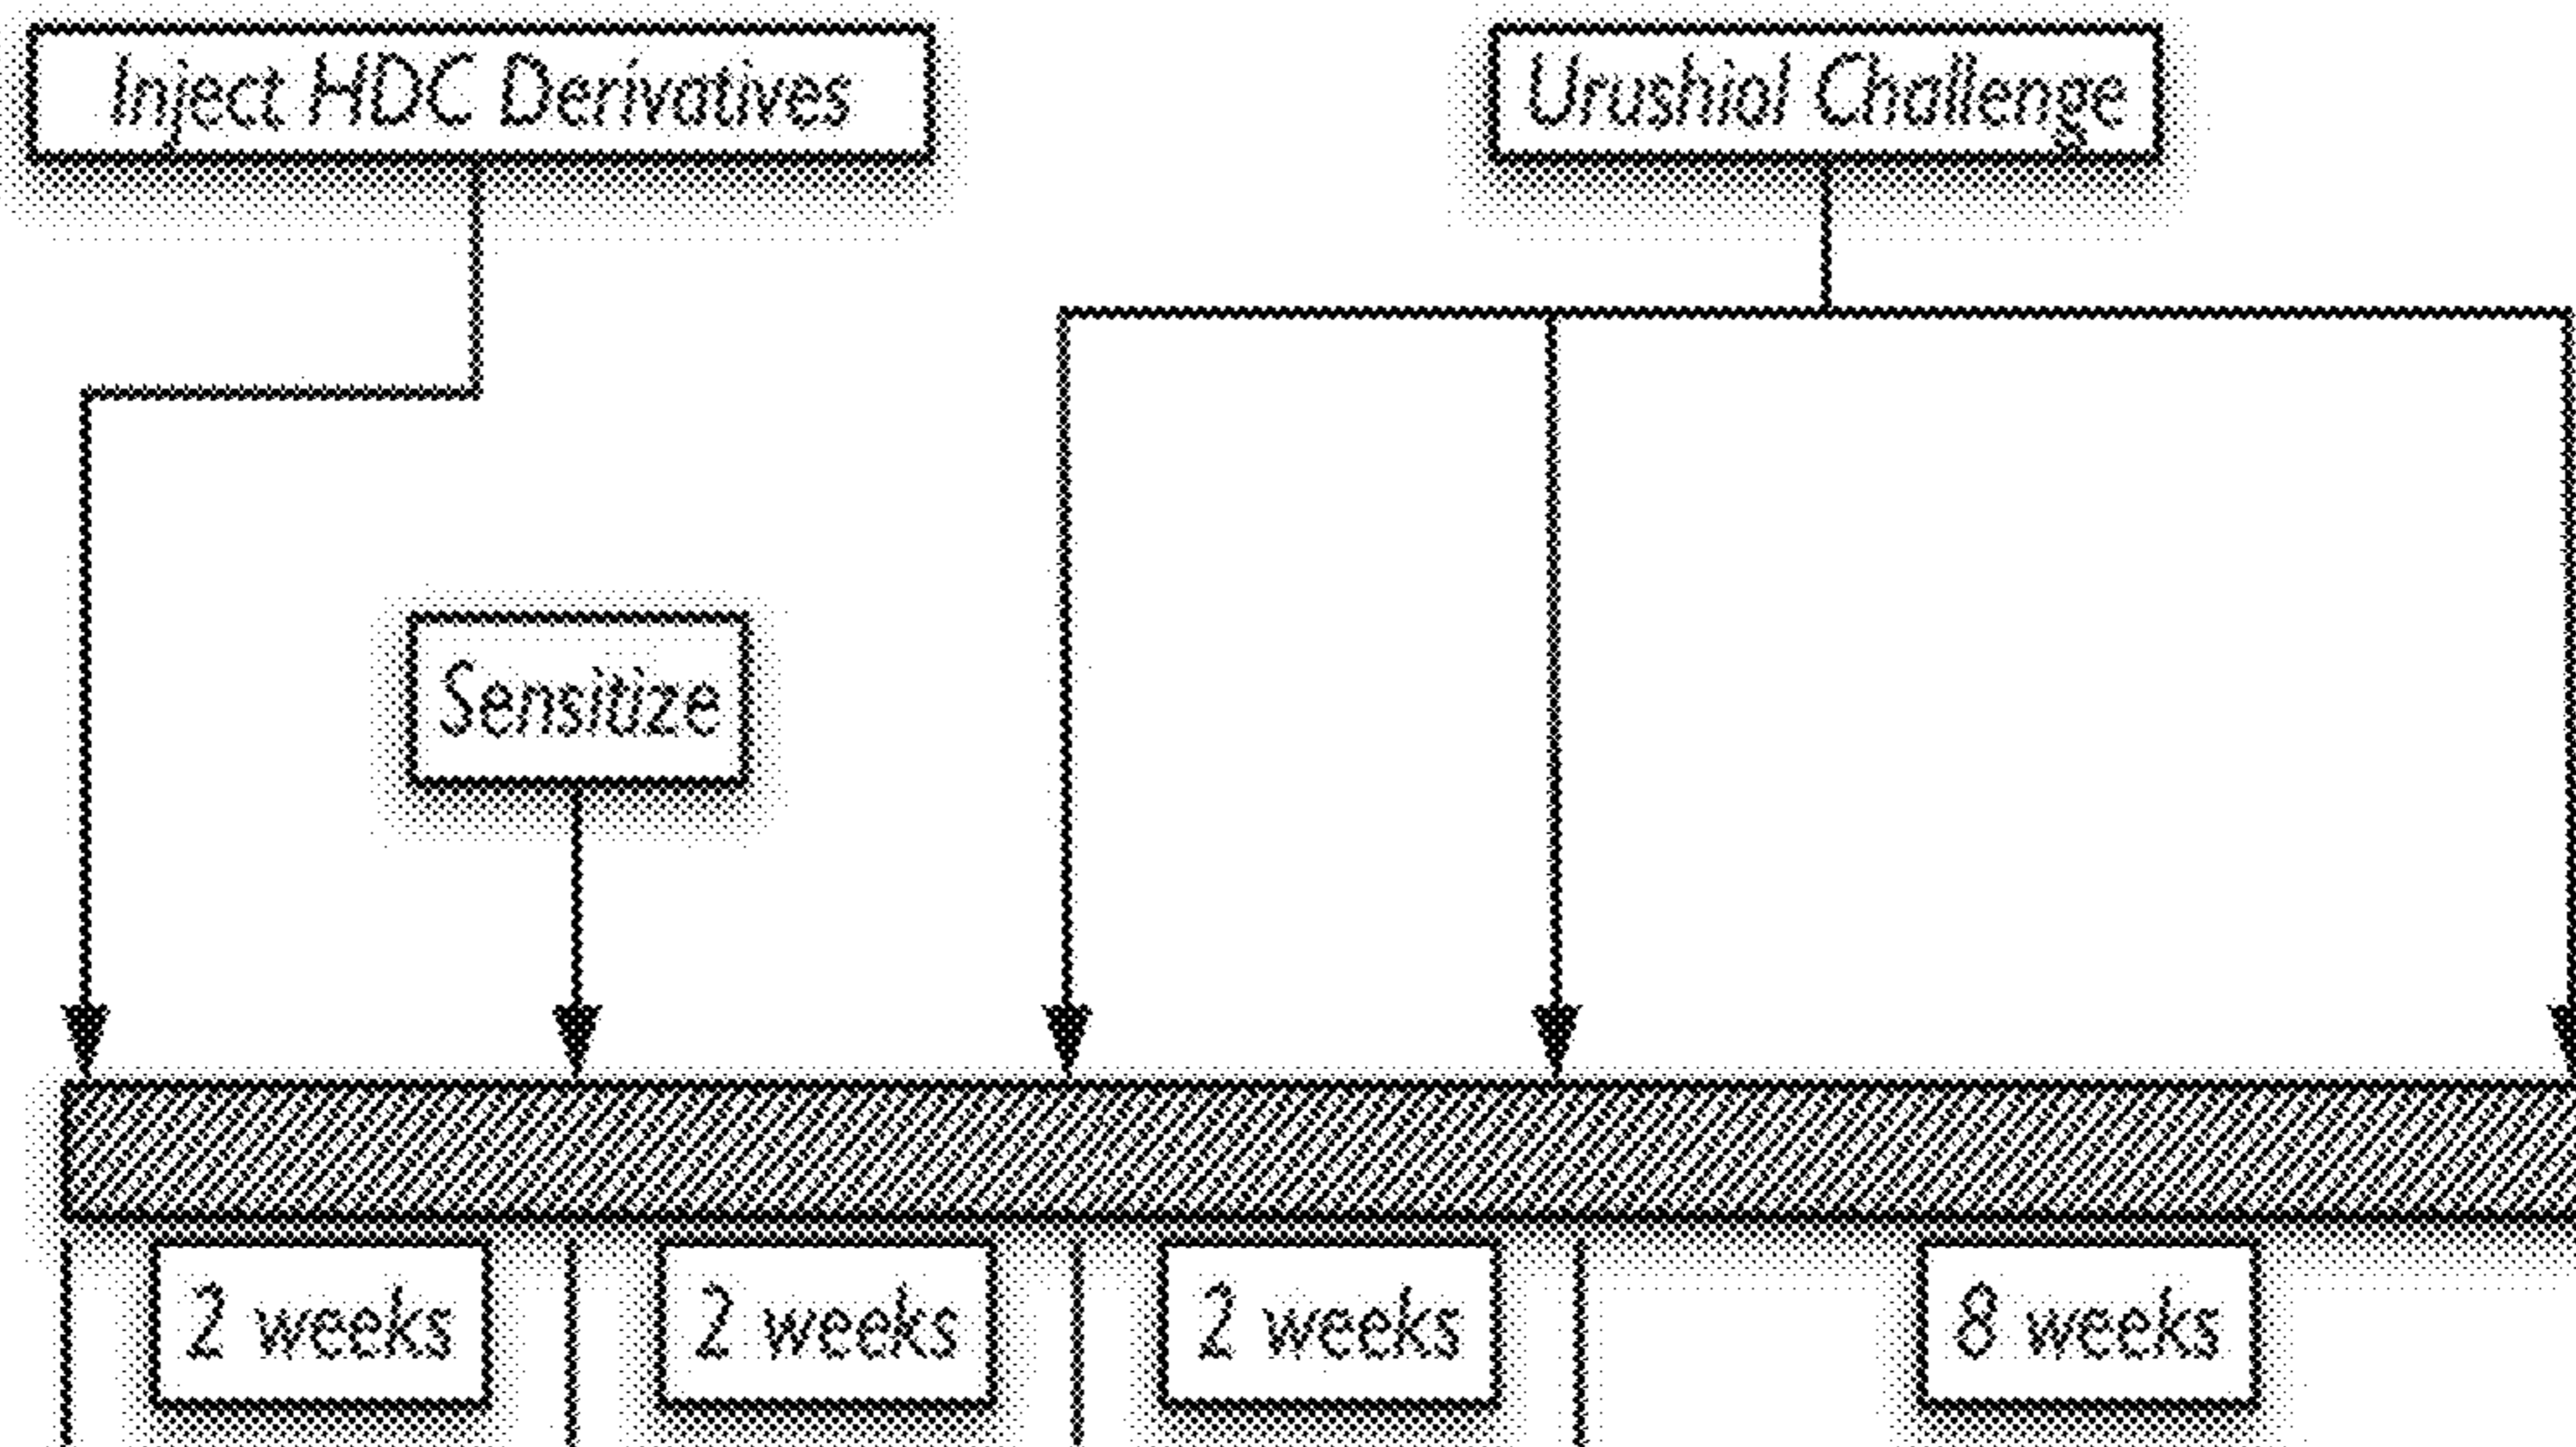 Inject HDC Derivatives
Urushiol Challenge
Sensitize
2 weeks
2 weeks
2 weeks
8 weeks